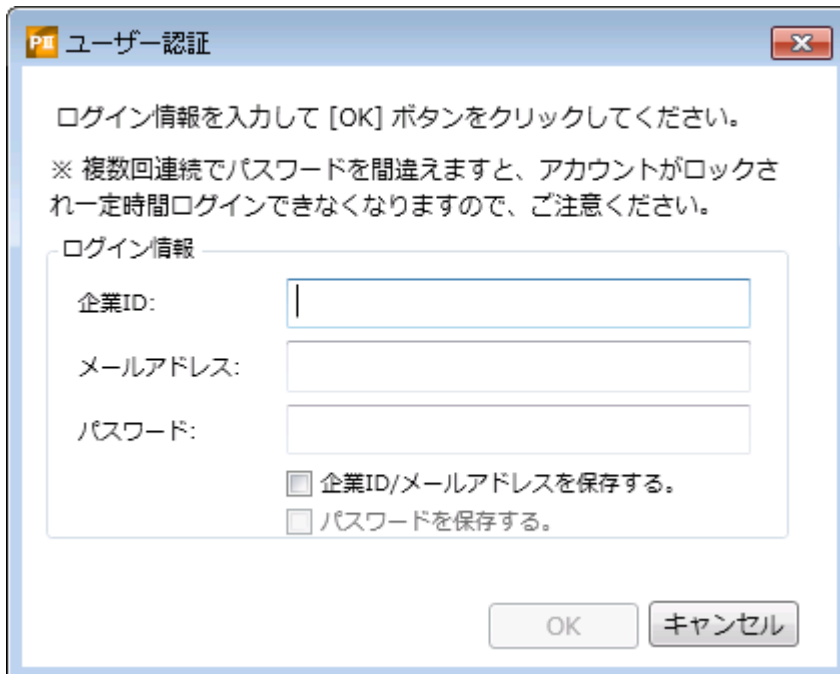 PⅡ ユーザー認証
ログイン情報を入力して [OK] ボタンをクリックしてください。
※ 複数回連続でパスワードを間違えますと、アカウントがロックさ
れ一定時間ログインできなくなりますので、ご注意ください。
ログイン情報
企業ID:
メールアドレス:
パスワード:
企業ID/メールアドレスを保存する。
パスワードを保存する。
OK キャンセル